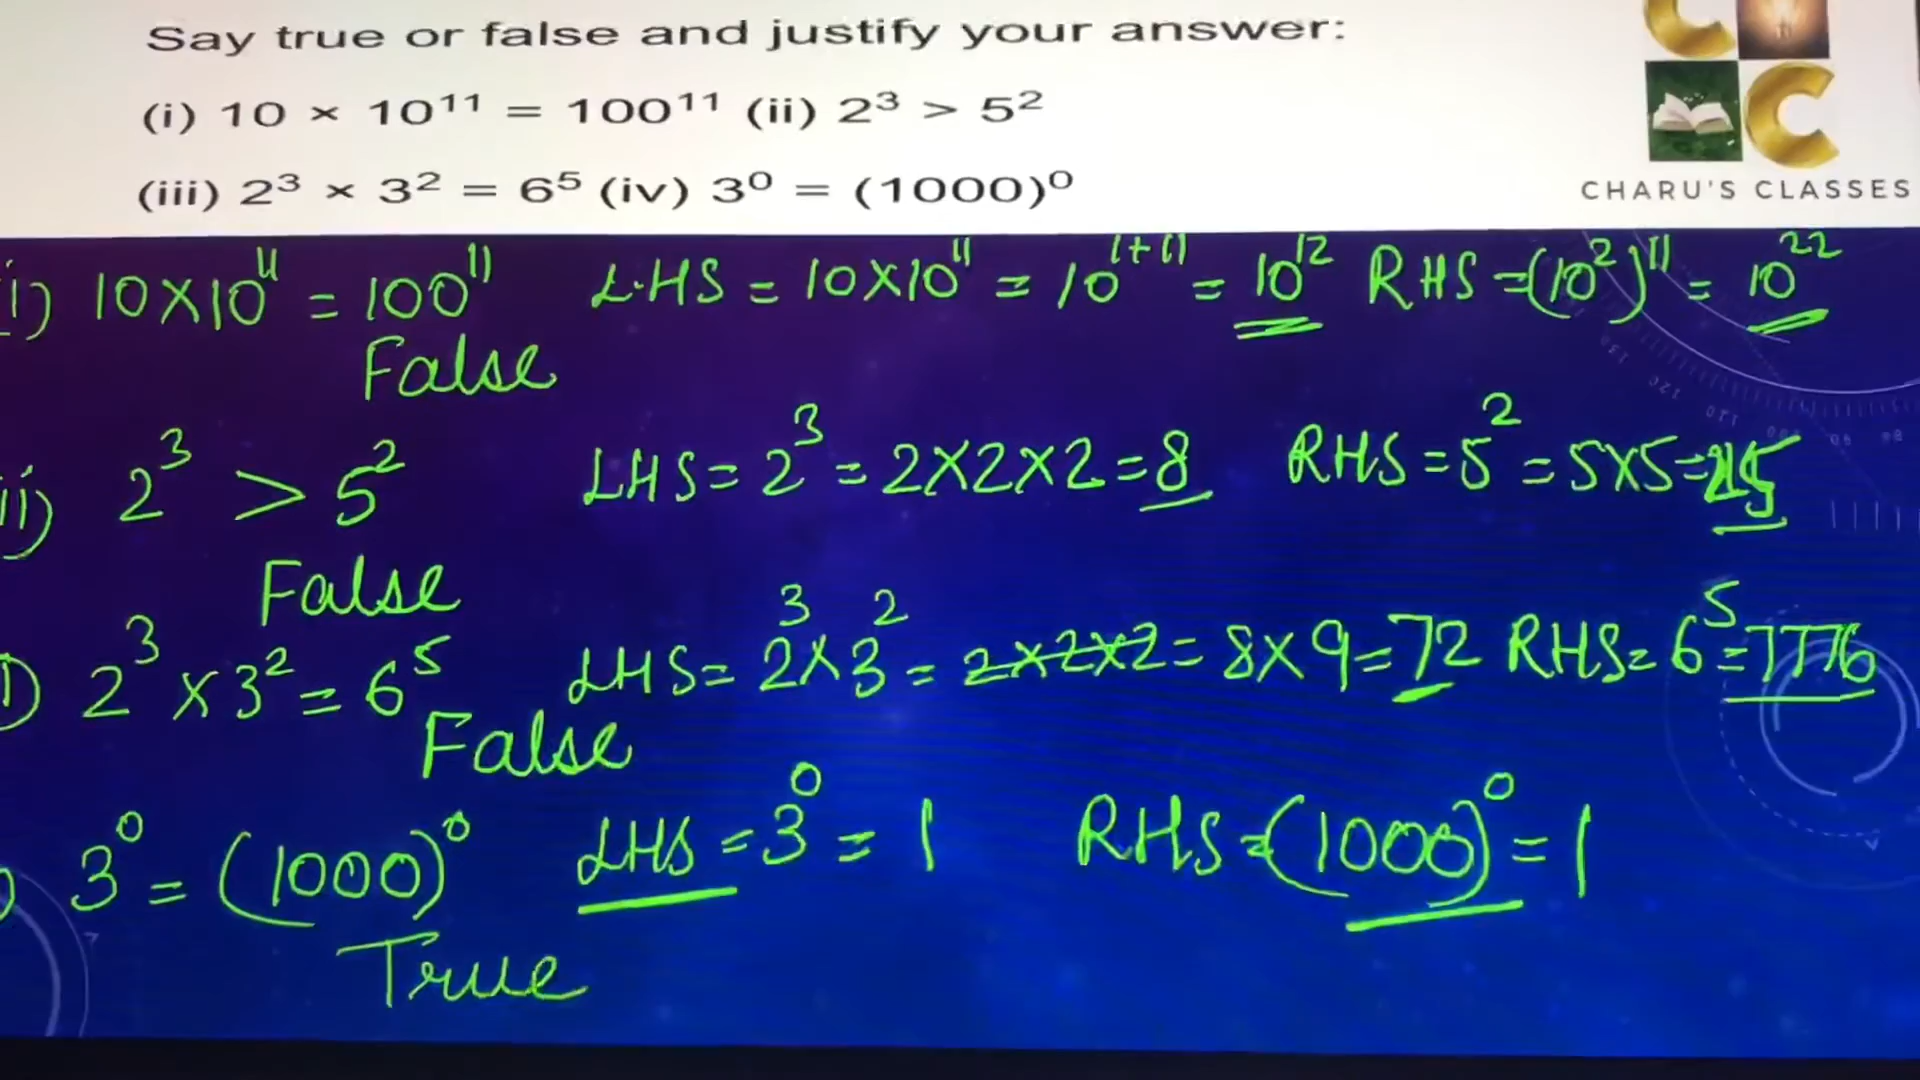 Say true or false and justify your answer:
(i) 10 × 10¹¹ = 100¹¹ (ii) 2³ > 5²
(iii) 2³ × 3² = 6⁵ (iv) 3⁰ = (1000)⁰
CHARU'S CLASSES
i) 10×10¹¹ = 100¹¹ L.HS = 10×10¹¹ = 10¹⁺¹¹ = 10¹² RHS =(10²)¹¹ = 10²²
False
ii) 2³ > 5² LHS = 2³ = 2×2×2 = 8 RHS = 5² = 5×5 = 25
False
2³ × 3² = 6⁵ LHS = 2³ × 3² = 2×2×2 = 8×9 = 72 RHS = 6⁵ = 7776
False
3⁰ = (1000)⁰ LHS = 3⁰ = 1 RHS = (1000)⁰ = 1
True